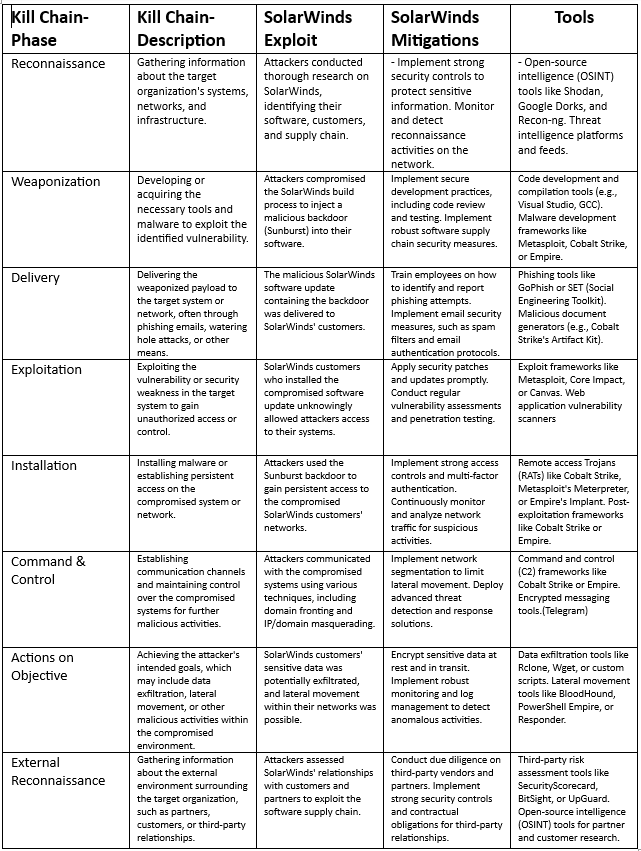 Kill Chain-
Phase
Kill Chain-
Description
SolarWinds
Exploit
SolarWinds
Mitigations
Tools
Reconnaissance
Gathering information
about the target
organization's systems,
networks, and
infrastructure.
Attackers conducted
thorough research on
SolarWinds,
identifying their
software, customers,
and supply chain.
- Implement strong
security controls to
protect sensitive
information. Monitor
and detect
reconnaissance
activities on the
network.
- Open-source
intelligence (OSINT)
tools like Shodan,
Google Dorks, and
Recon-ng. Threat
intelligence platforms
and feeds.
Weaponization
Developing or
acquiring the
necessary tools and
malware to exploit the
identified vulnerability.
Attackers compromised
the SolarWinds build
process to inject a
malicious backdoor
(Sunburst) into their
software.
Implement secure
development practices,
including code review
and testing. Implement
robust software supply
chain security measures.
Code development and
compilation tools (e.g.,
Visual Studio, GCC).
Malware development
frameworks like
Metasploit, Cobalt Strike,
or Empire.
Delivery
Delivering the
weaponized payload to
the target system or
network, often through
phishing emails, watering
hole attacks, or other
means.
The malicious SolarWinds
software update
containing the backdoor
was delivered to
SolarWinds' customers.
Train employees on how
to identify and report
phishing attempts.
Implement email security
measures, such as spam
filters and email
authentication protocols.
Phishing tools like
GoPhish or SET (Social
Engineering Toolkit).
Malicious document
generators (e.g., Cobalt
Strike's Artifact Kit).
Exploitation
Exploiting the
vulnerability or security
weakness in the target
system to gain
unauthorized access or
control.
SolarWinds customers
who installed the
compromised software
update unknowingly
allowed attackers access
to their systems.
Apply security patches
and updates promptly.
Conduct regular
vulnerability assessments
and penetration testing.
Exploit frameworks like
Metasploit, Core Impact,
or Canvas. Web
application vulnerability
scanners
Installation
Installing malware or
establishing persistent
access on the
compromised system or
network.
Attackers used the
Sunburst backdoor to
gain persistent access to
the compromised
SolarWinds customers'
networks.
Implement strong access
controls and multi-factor
authentication.
Continuously monitor
and analyze network
traffic for suspicious
activities.
Remote access Trojans
(RATs) like Cobalt Strike,
Metasploit's Meterpreter,
or Empire's Implant. Post-
exploitation frameworks
like Cobalt Strike or
Empire.
Command &
Control
Establishing
communication channels
and maintaining control
over the compromised
systems for further
malicious activities.
Attackers communicated
with the compromised
systems using various
techniques, including
domain fronting and
IP/domain masquerading.
Implement network
segmentation to limit
lateral movement. Deploy
advanced threat
detection and response
solutions.
Command and control
(C2) frameworks like
Cobalt Strike or Empire.
Encrypted messaging
tools.(Telegram)
Actions on
Objective
Achieving the attacker's
intended goals, which
may include data
exfiltration, lateral
movement, or other
malicious activities within
the compromised
environment.
SolarWinds customers'
sensitive data was
potentially exfiltrated,
and lateral movement
within their networks was
possible.
Encrypt sensitive data at
rest and in transit.
Implement robust
monitoring and log
management to detect
anomalous activities.
Data exfiltration tools like
Rclone, Wget, or custom
scripts. Lateral movement
tools like BloodHound,
PowerShell Empire, or
Responder.
External
Reconnaissance
Gathering information
about the external
environment surrounding
the target organization,
such as partners,
customers, or third-party
relationships.
Attackers assessed
SolarWinds' relationships
with customers and
partners to exploit the
software supply chain.
Conduct due diligence on
third-party vendors and
partners. Implement
strong security controls
and contractual
obligations for third-party
relationships.
Third-party risk
assessment tools like
SecurityScorecard,
BitSight, or UpGuard.
Open-source intelligence
(OSINT) tools for partner
and customer research.